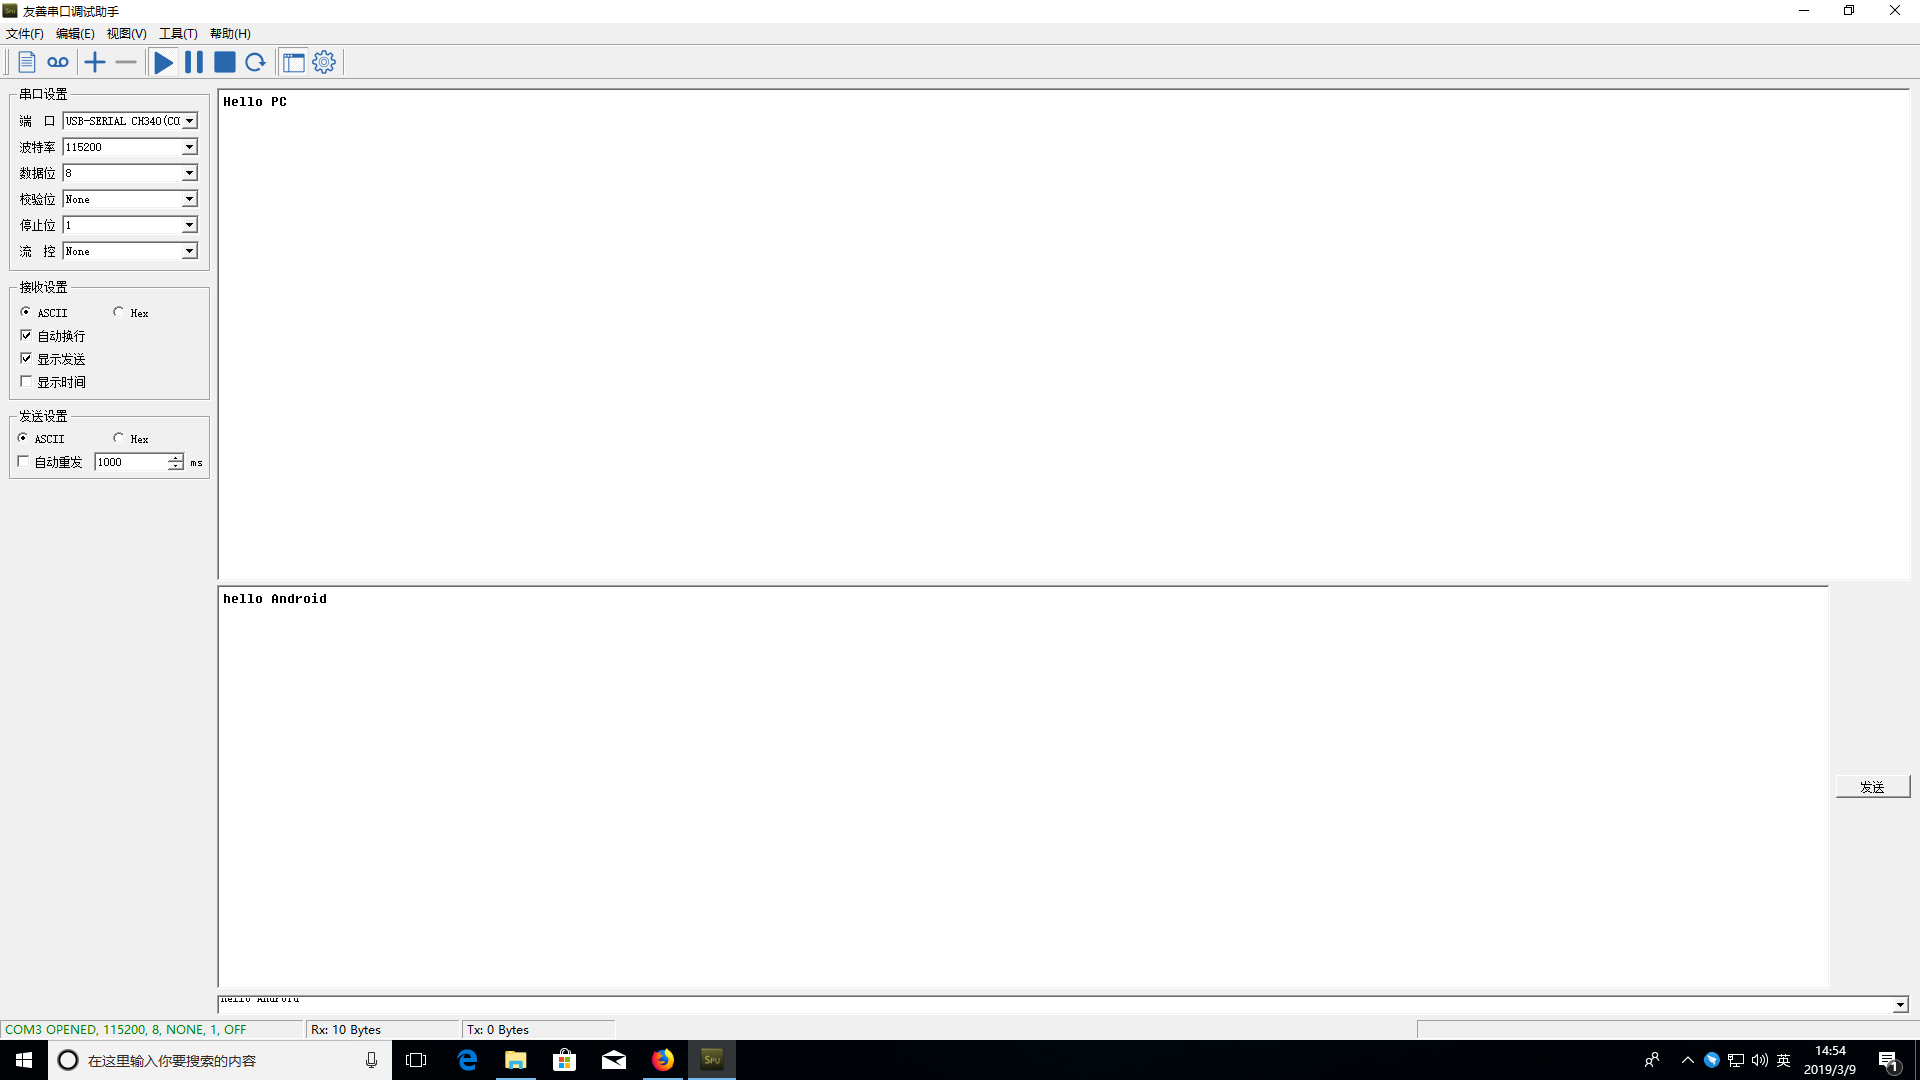 友善串口调试助手
文件(F) 编辑(E) 视图(V) 工具(T) 帮助(H)
串口设置
端 口 USB-SERIAL CH340(CO
波特率 115200
数据位 8
校验位 None
停止位 1
流 控 None
接收设置
ASCII Hex
自动换行
显示发送
显示时间
发送设置
ASCII Hex
自动重发 1000 ms
Hello PC
hello Android
发送
hello Android
COM3 OPENED, 115200, 8, NONE, 1, OFF Rx: 10 Bytes Tx: 0 Bytes
在这里输入你要搜索的内容
SPU
英
14:54
2019/3/9
1